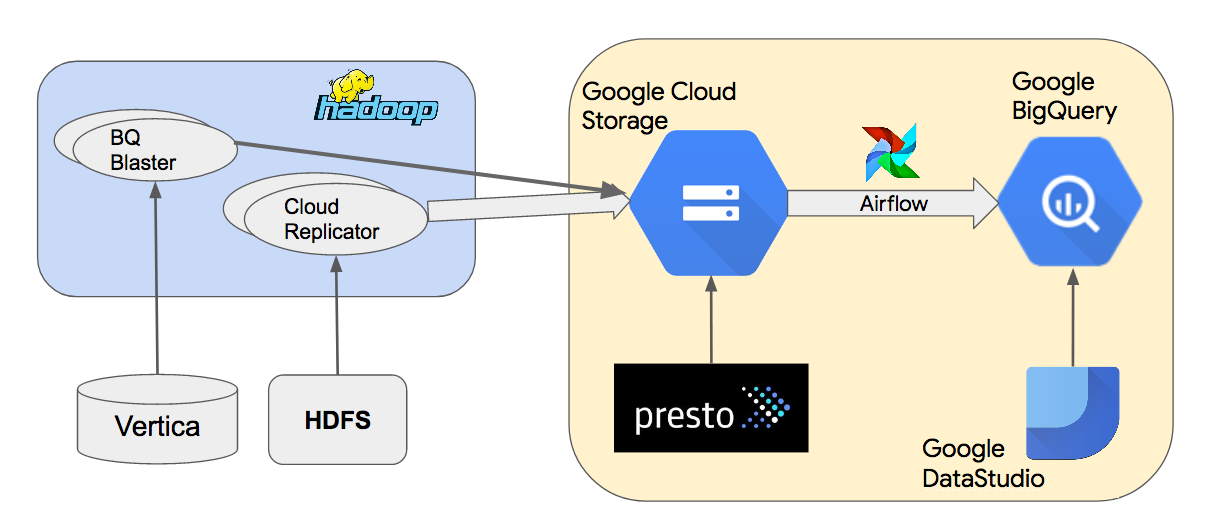 hadoop
BQ
Blaster
Cloud
Replicator
Vertica
HDFS
Google Cloud
Storage
Airflow
Google
BigQuery
presto
Google
DataStudio